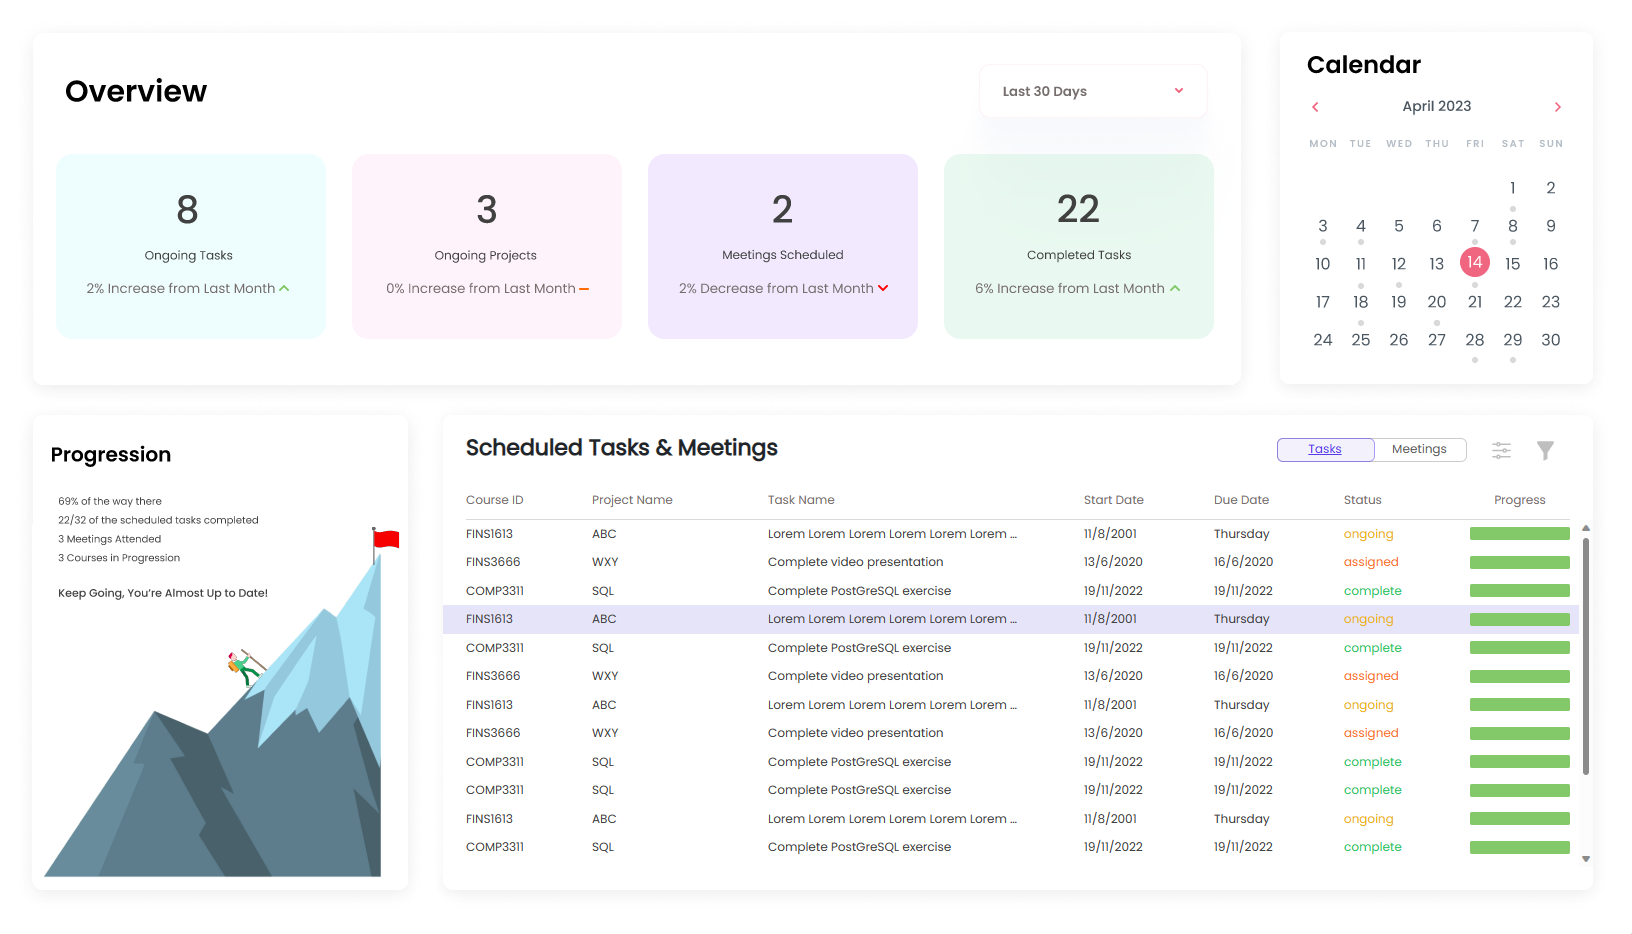 Overview
Last 30 Days
8
Ongoing Tasks
2% Increase from Last Month
3
Ongoing Projects
0% Increase from Last Month
2
Meetings Scheduled
2% Decrease from Last Month
22
Completed Tasks
6% Increase from Last Month
Calendar
April 2023
MON TUE WED THU FRI SAT SUN
1 2
3 4 5 6 7 8 9
10 11 12 13 14 15 16
17 18 19 20 21 22 23
24 25 26 27 28 29 30
Progression
69% of the way there
22/32 of the scheduled tasks completed
3 Meetings Attended
3 Courses in Progression
Keep Going, You're Almost Up to Date!
Scheduled Tasks & Meetings
Tasks Meetings
Course ID Project Name Task Name Start Date Due Date Status Progress
FINS1613 ABC Lorem Lorem Lorem Lorem Lorem Lorem ... 11/8/2001 Thursday ongoing
FINS3666 WXY Complete video presentation 13/6/2020 16/6/2020 assigned
COMP3311 SQL Complete PostGreSQL exercise 19/11/2022 19/11/2022 complete
FINS1613 ABC Lorem Lorem Lorem Lorem Lorem Lorem ... 11/8/2001 Thursday ongoing
COMP3311 SQL Complete PostGreSQL exercise 19/11/2022 19/11/2022 complete
FINS3666 WXY Complete video presentation 13/6/2020 16/6/2020 assigned
FINS1613 ABC Lorem Lorem Lorem Lorem Lorem Lorem ... 11/8/2001 Thursday ongoing
FINS3666 WXY Complete video presentation 13/6/2020 16/6/2020 assigned
COMP3311 SQL Complete PostGreSQL exercise 19/11/2022 19/11/2022 complete
COMP3311 SQL Complete PostGreSQL exercise 19/11/2022 19/11/2022 complete
FINS1613 ABC Lorem Lorem Lorem Lorem Lorem Lorem ... 11/8/2001 Thursday ongoing
COMP3311 SQL Complete PostGreSQL exercise 19/11/2022 19/11/2022 complete